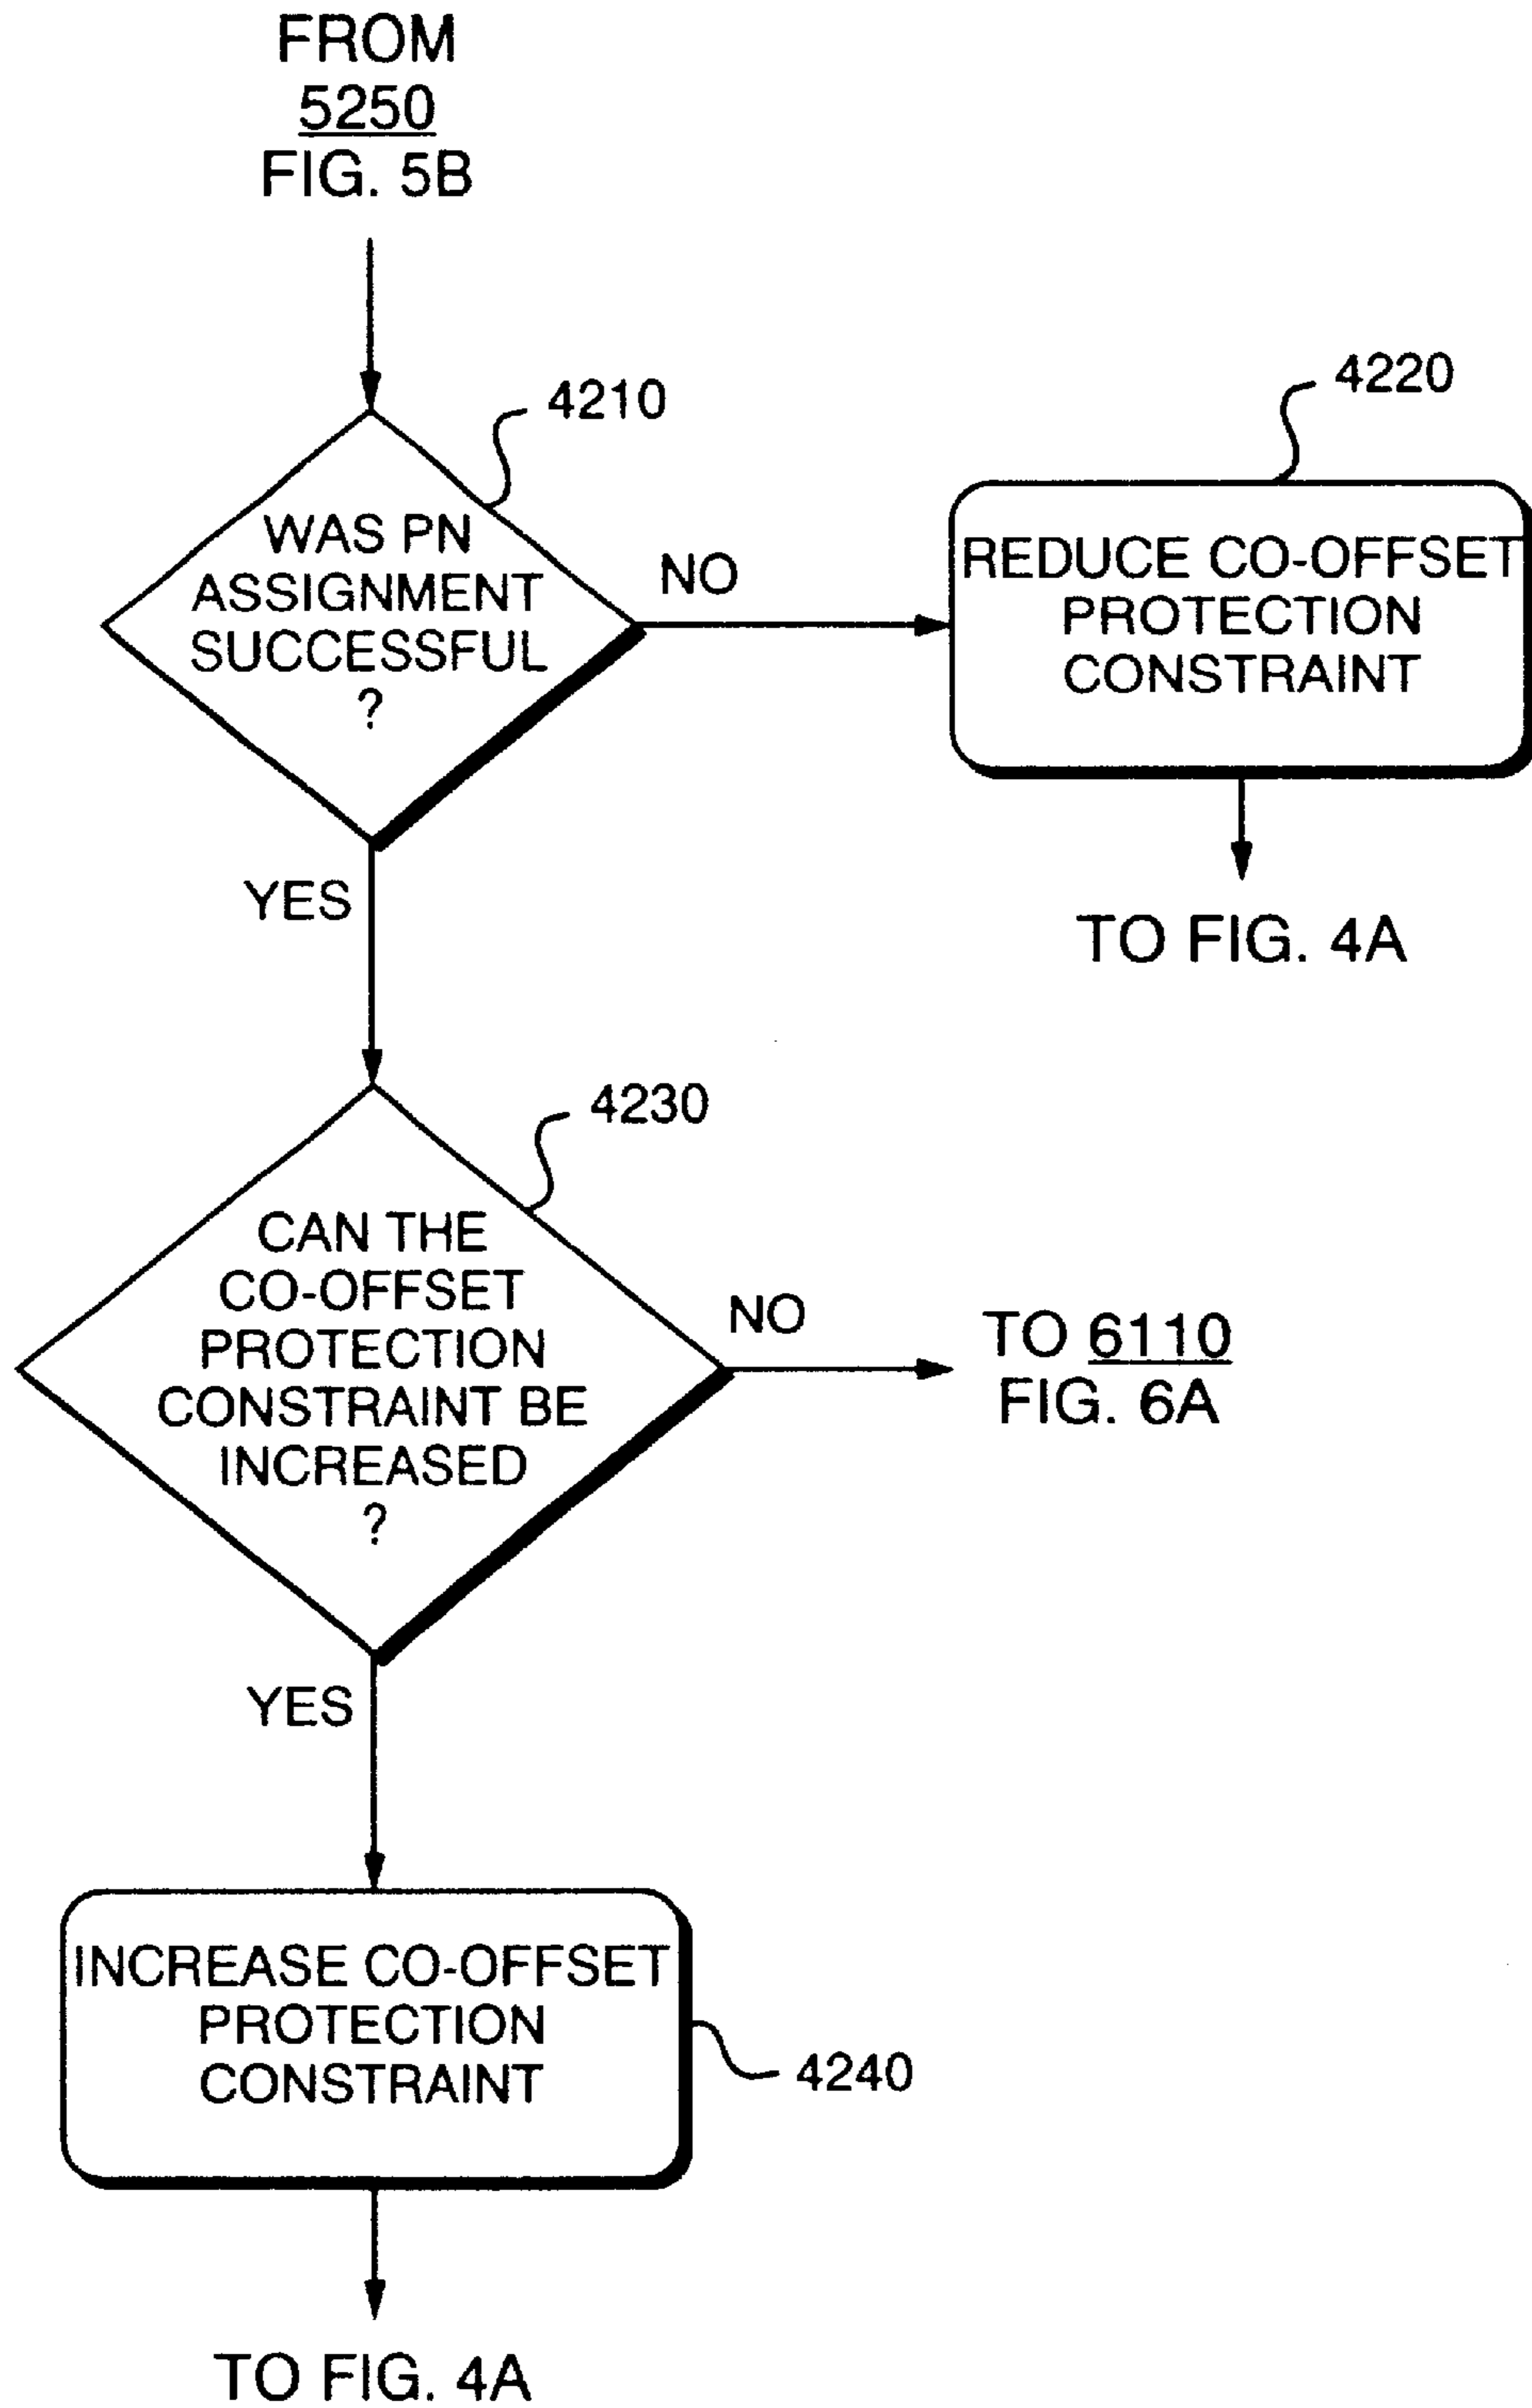 FROM
5250
FIG. 5B
4210
WAS PN
ASSIGNMENT
SUCCESSFUL
?
NO
4220
REDUCE CO-OFFSET
PROTECTION
CONSTRAINT
TO FIG. 4A
YES
4230
CAN THE
CO-OFFSET
PROTECTION
CONSTRAINT BE
INCREASED
?
NO
TO 6110
FIG. 6A
YES
INCREASE CO-OFFSET
PROTECTION
CONSTRAINT
4240
TO FIG. 4A